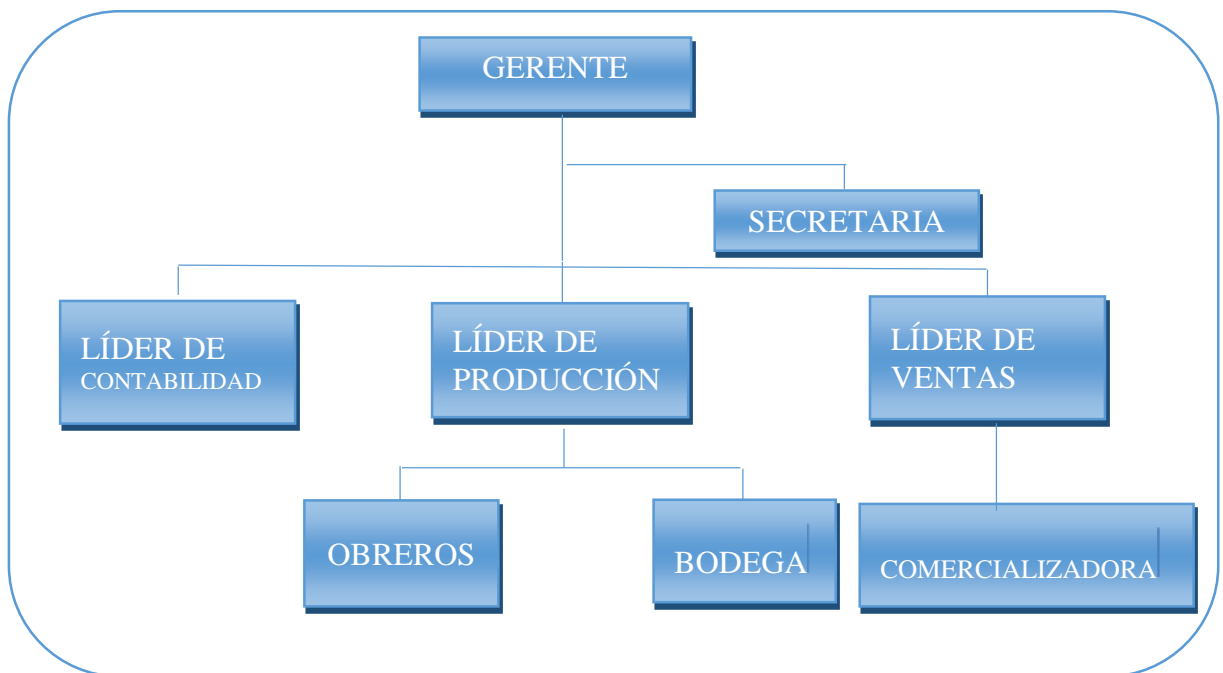 GERENTE
SECRETARIA
LÍDER DE
CONTABILIDAD
LÍDER DE
PRODUCCIÓN
LÍDER DE
VENTAS
OBREROS
BODEGA
COMERCIALIZADORA